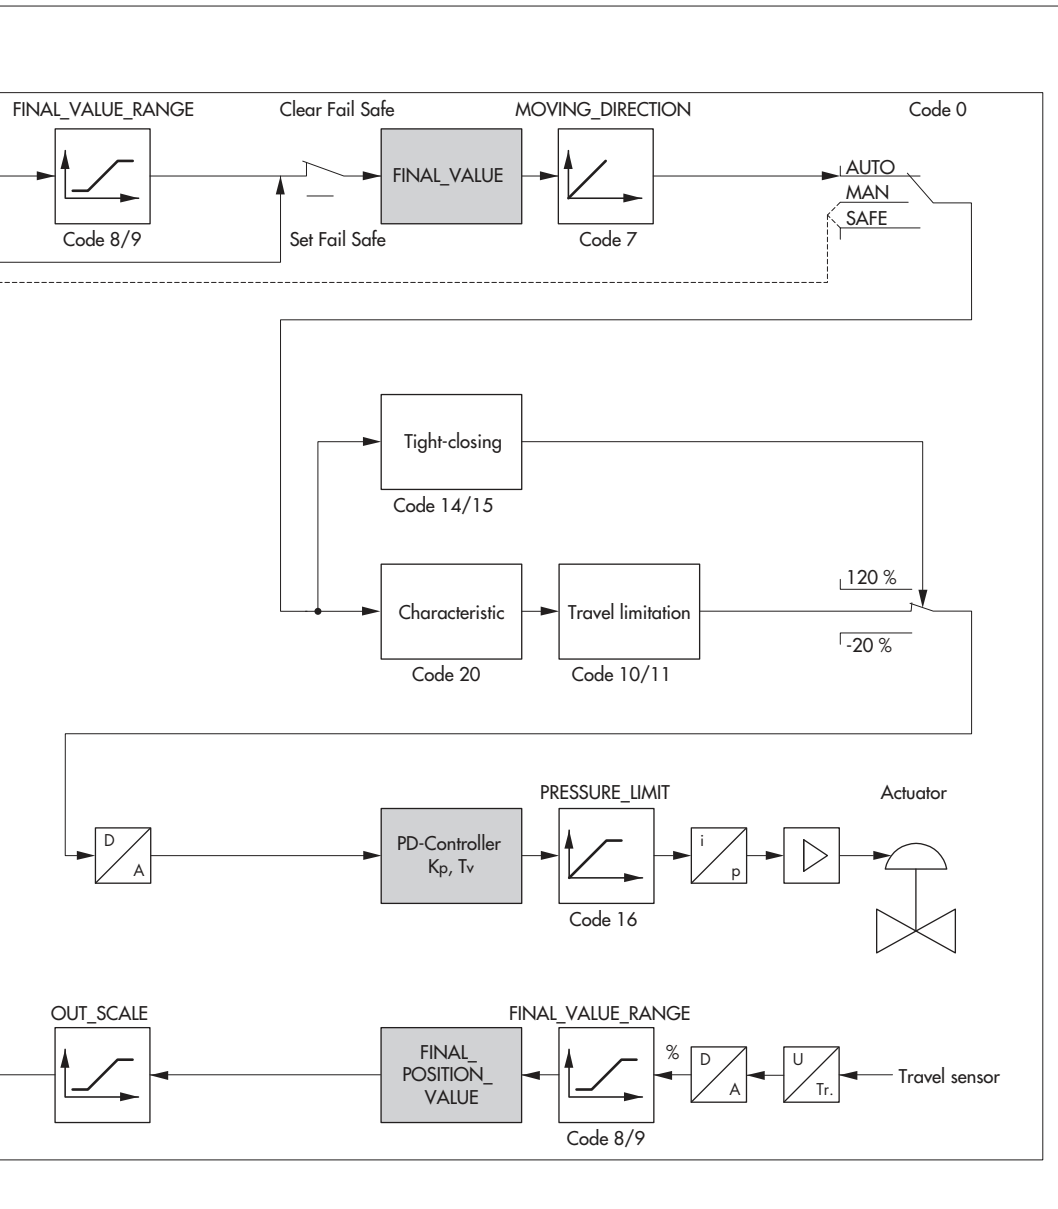 FINAL_VALUE_RANGE
Clear Fail Safe
MOVING_DIRECTION
Code 0
FINAL_VALUE
AUTO
MAN
SAFE
Code 8/9
Set Fail Safe
Code 7
Tight-closing
Code 14/15
120 %
Characteristic
Travel limitation
-20 %
Code 20
Code 10/11
PRESSURE_LIMIT
Actuator
D
A
PD-Controller
Kp, Tv
i
p
Code 16
OUT_SCALE
FINAL_VALUE_RANGE
FINAL_
POSITION_
VALUE
%
D
A
U
Tr.
Travel sensor
Code 8/9